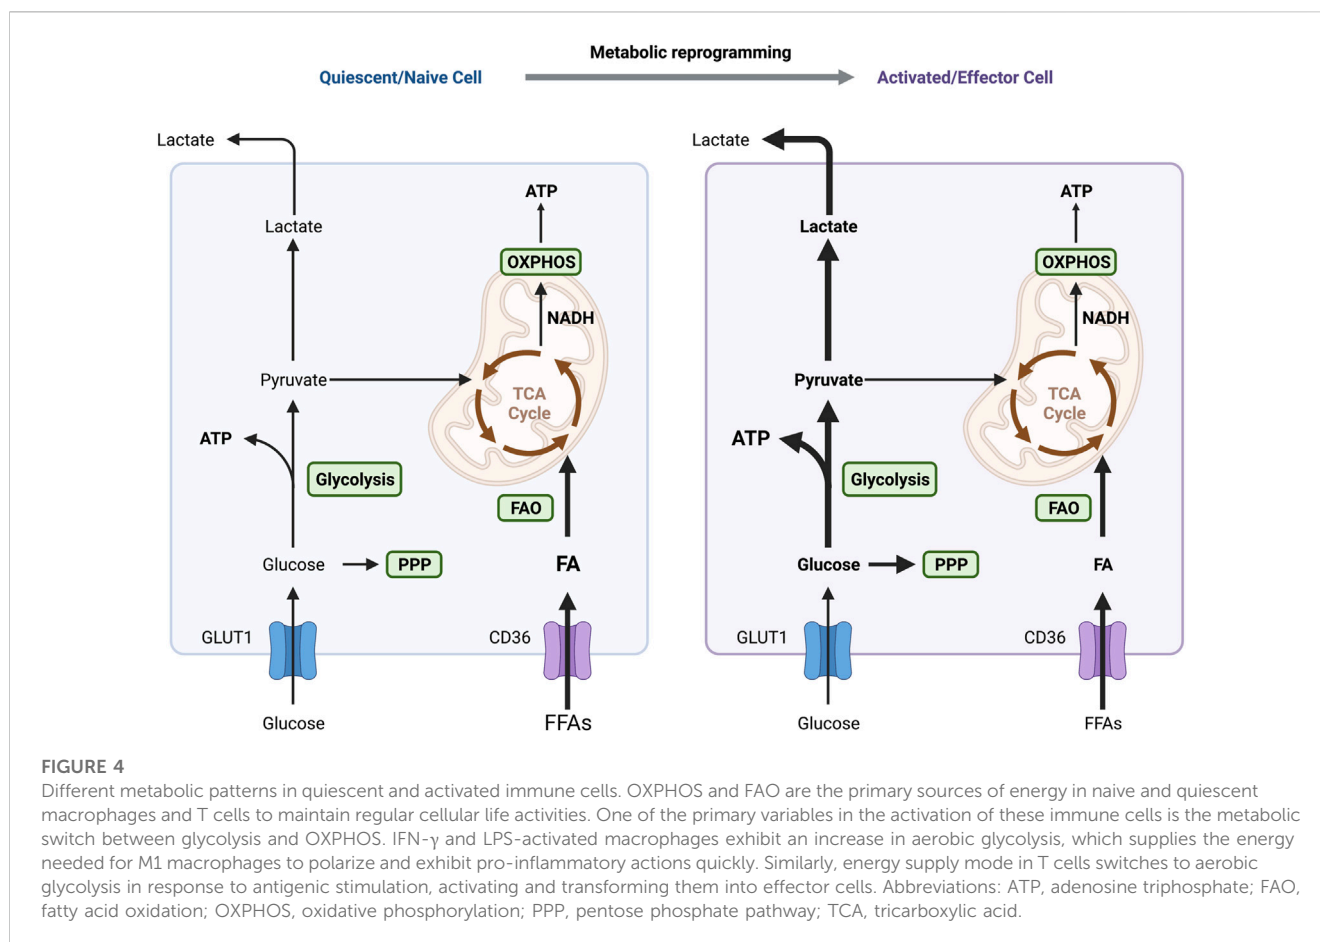 Metabolic reprogramming
Quiescent/Naive Cell
Activated/Effector Cell
Lactate
Lactate
ATP
OXPHOS
NADH
Pyruvate
TCA
Cycle
ATP
Glycolysis
FAO
Glucose
PPP
FA
GLUT1
CD36
Glucose
FFAs
Lactate
Lactate
ATP
OXPHOS
NADH
Pyruvate
TCA
Cycle
ATP
Glycolysis
FAO
Glucose
PPP
FA
GLUT1
CD36
Glucose
FFAs
FIGURE 4
Different metabolic patterns in quiescent and activated immune cells. OXPHOS and FAO are the primary sources of energy in naive and quiescent
macrophages and T cells to maintain regular cellular life activities. One of the primary variables in the activation of these immune cells is the metabolic
switch between glycolysis and OXPHOS. IFN-γ and LPS-activated macrophages exhibit an increase in aerobic glycolysis, which supplies the energy
needed for M1 macrophages to polarize and exhibit pro-inflammatory actions quickly. Similarly, energy supply mode in T cells switches to aerobic
glycolysis in response to antigenic stimulation, activating and transforming them into effector cells. Abbreviations: ATP, adenosine triphosphate; FAO,
fatty acid oxidation; OXPHOS, oxidative phosphorylation; PPP, pentose phosphate pathway; TCA, tricarboxylic acid.